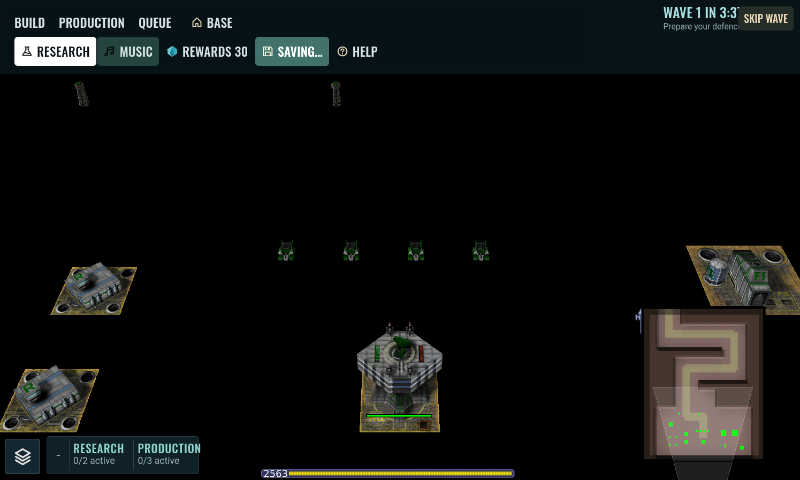 BUILD PRODUCTION QUEUE BASE
RESEARCH MUSIC REWARDS 30 SAVING... HELP
WAVE 1 IN 3:3
Prepare your defenc
SKIP WAVE
2563
- RESEARCH PRODUCTION
0/2 active 0/3 active
N